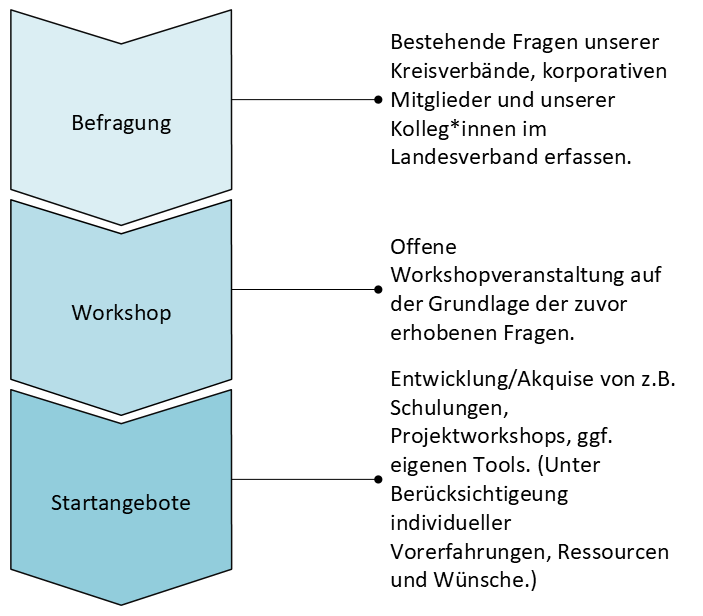 Befragung
Bestehende Fragen unserer
Kreisverbände, korporativen
Mitglieder und unserer
Kolleg*innen im
Landesverband erfassen.
Workshop
Offene
Workshopveranstaltung auf
der Grundlage der zuvor
erhobenen Fragen.
Startangebote
Entwicklung/Akquise von z.B.
Schulungen,
Projektworkshops, ggf.
eigenen Tools. (Unter
Berücksichtigeung
individueller
Vorerfahrungen, Ressourcen
und Wünsche.)